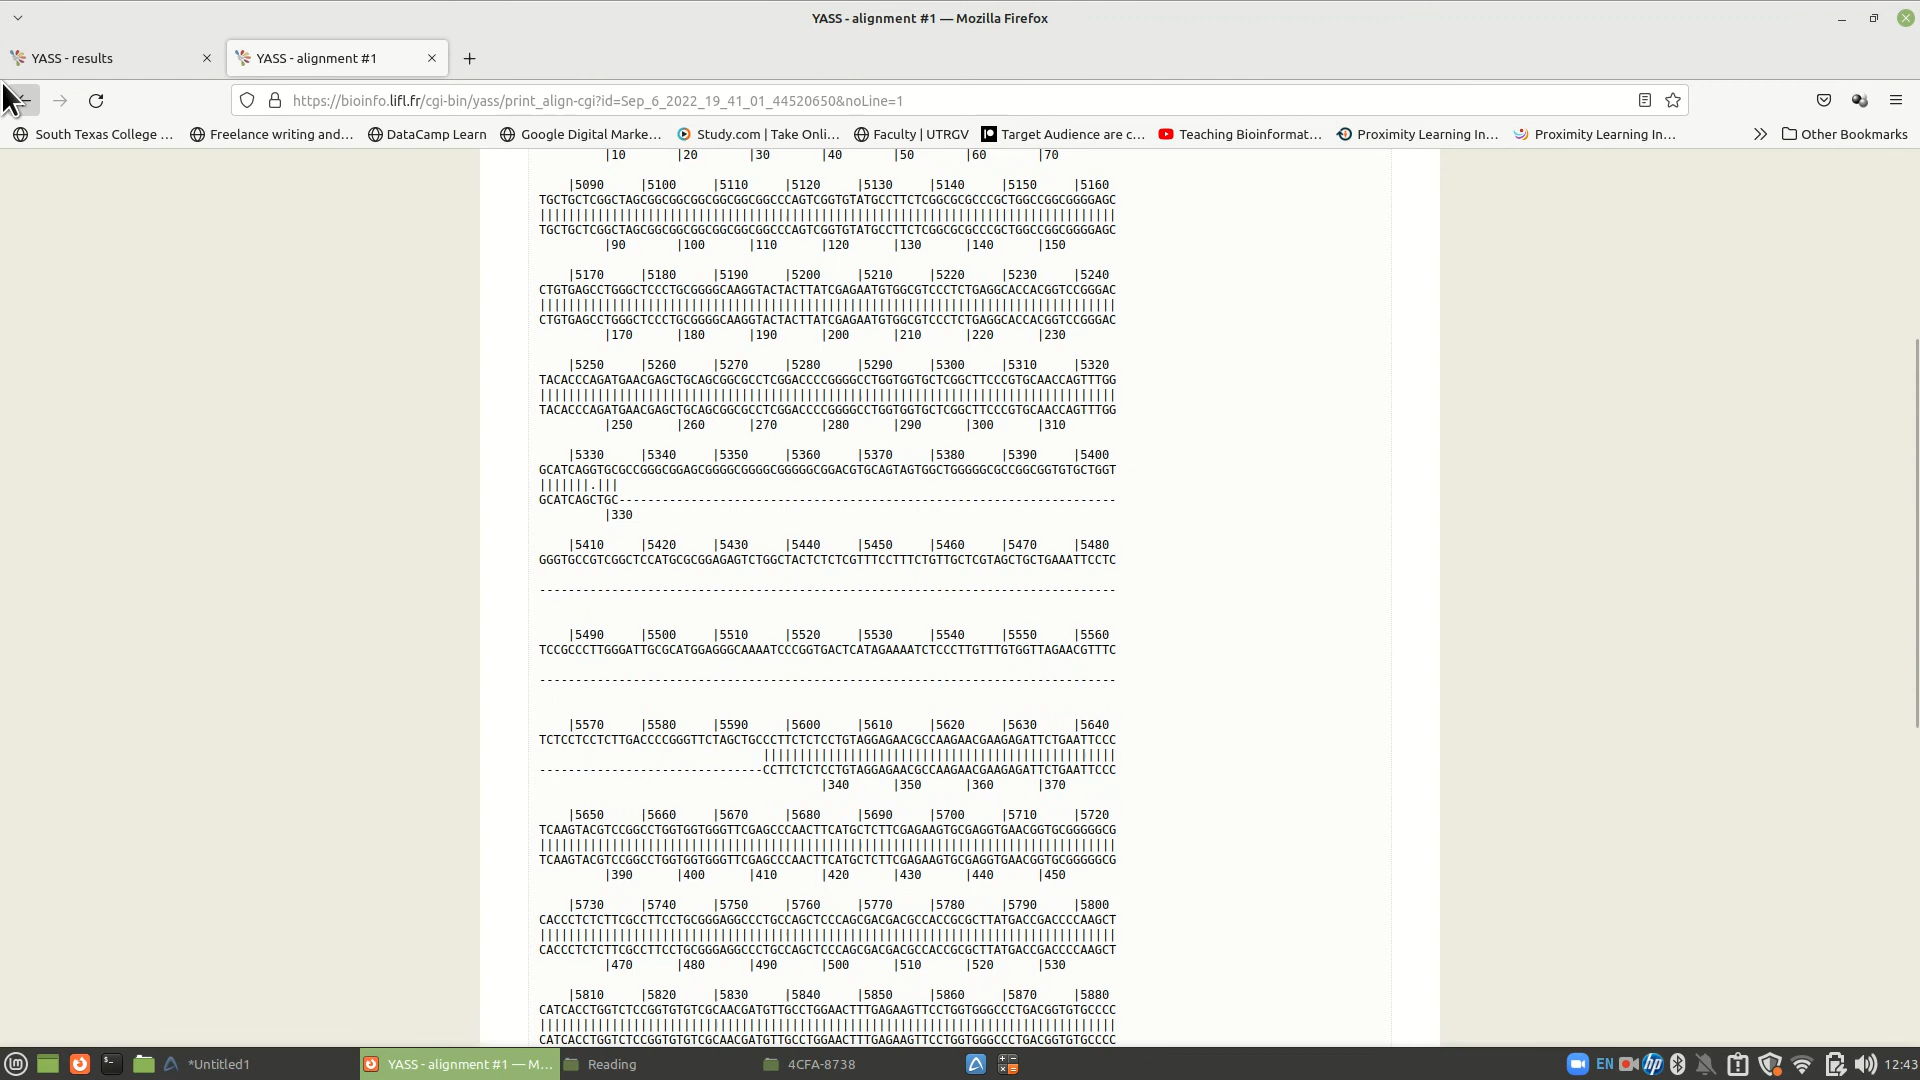 YASS - alignment #1 — Mozilla Firefox
YASS - results
YASS - alignment #1
https://bioinfo.lifl.fr/cgi-bin/yass/print_align-cgi?id=Sep_6_2022_19_41_01_44520650&noLine=1
South Texas College ... Freelance writing and... DataCamp Learn Google Digital Marke... Study.com | Take Onli... Faculty | UTRGV Target Audience are c... Teaching Bioinformat... Proximity Learning In... Proximity Learning In... Other Bookmarks
|10 |20 |30 |40 |50 |60 |70
|5090 |5100 |5110 |5120 |5130 |5140 |5150 |5160
TGCTGCTCGGCTAGCGGCGGCGGCGGCGGCGGCCCAGTCGGTGTATGCCTTCTCGGCGCGCCCGCTGGCCGGCGGGGAGC
||||||||||||||||||||||||||||||||||||||||||||||||||||||||||||||||||||||||||||||||
TGCTGCTCGGCTAGCGGCGGCGGCGGCGGCGGCCCAGTCGGTGTATGCCTTCTCGGCGCGCCCGCTGGCCGGCGGGGAGC
|90 |100 |110 |120 |130 |140 |150
|5170 |5180 |5190 |5200 |5210 |5220 |5230 |5240
CTGTGAGCCTGGGCTCCCTGCGGGGCAAGGTACTACTTATCGAGAATGTGGCGTCCCTCTGAGGCACCACGGTCCGGGAC
||||||||||||||||||||||||||||||||||||||||||||||||||||||||||||||||||||||||||||||||
CTGTGAGCCTGGGCTCCCTGCGGGGCAAGGTACTACTTATCGAGAATGTGGCGTCCCTCTGAGGCACCACGGTCCGGGAC
|170 |180 |190 |200 |210 |220 |230
|5250 |5260 |5270 |5280 |5290 |5300 |5310 |5320
TACACCCAGATGAACGAGCTGCAGCGGCGCCTCGGACCCCGGGGCCTGGTGGTGCTCGGCTTCCCGTGCAACCAGTTTGG
||||||||||||||||||||||||||||||||||||||||||||||||||||||||||||||||||||||||||||||||
TACACCCAGATGAACGAGCTGCAGCGGCGCCTCGGACCCCGGGGCCTGGTGGTGCTCGGCTTCCCGTGCAACCAGTTTGG
|250 |260 |270 |280 |290 |300 |310
|5330 |5340 |5350 |5360 |5370 |5380 |5390 |5400
GCATCAGGTGCGCCGGGCGGAGCGGGGCGGGGCGGGGGCGGACGTGCAGTAGTGGCTGGGGGCGCCGGCGGTGTGCTGGT
|||||||.|||
GCATCAGCTGC---------------------------------------------------------------------
|330
|5410 |5420 |5430 |5440 |5450 |5460 |5470 |5480
GGGTGCCGTCGGCTCCATGCGCGGAGAGTCTGGCTACTCTCTCGTTTCCTTTCTGTTGCTCGTAGCTGCTGAAATTCCTC
--------------------------------------------------------------------------------
|5490 |5500 |5510 |5520 |5530 |5540 |5550 |5560
TCCGCCCTTGGGATTGCGCATGGAGGGCAAAATCCCGGTGACTCATAGAAAATCTCCCTTGTTTGTGGTTAGAACGTTTC
--------------------------------------------------------------------------------
|5570 |5580 |5590 |5600 |5610 |5620 |5630 |5640
TCTCCTCCTCTTGACCCCGGGTTCTAGCTGCCCTTCTCTCCTGTAGGAGAACGCCAAGAACGAAGAGATTCTGAATTCCC
|||||||||||||||||||||||||||||||||||||||||||||||||
-------------------------------CCTTCTCTCCTGTAGGAGAACGCCAAGAACGAAGAGATTCTGAATTCCC
|340 |350 |360 |370
|5650 |5660 |5670 |5680 |5690 |5700 |5710 |5720
TCAAGTACGTCCGGCCTGGTGGTGGGTTCGAGCCCAACTTCATGCTCTTCGAGAAGTGCGAGGTGAACGGTGCGGGGGCG
||||||||||||||||||||||||||||||||||||||||||||||||||||||||||||||||||||||||||||||||
TCAAGTACGTCCGGCCTGGTGGTGGGTTCGAGCCCAACTTCATGCTCTTCGAGAAGTGCGAGGTGAACGGTGCGGGGGCG
|390 |400 |410 |420 |430 |440 |450
|5730 |5740 |5750 |5760 |5770 |5780 |5790 |5800
CACCCTCTCTTCGCCTTCCTGCGGGAGGCCCTGCCAGCTCCCAGCGACGACGCCACCGCGCTTATGACCGACCCCAAGCT
||||||||||||||||||||||||||||||||||||||||||||||||||||||||||||||||||||||||||||||||
CACCCTCTCTTCGCCTTCCTGCGGGAGGCCCTGCCAGCTCCCAGCGACGACGCCACCGCGCTTATGACCGACCCCAAGCT
|470 |480 |490 |500 |510 |520 |530
|5810 |5820 |5830 |5840 |5850 |5860 |5870 |5880
CATCACCTGGTCTCCGGTGTGTCGCAACGATGTTGCCTGGAACTTTGAGAAGTTCCTGGTGGGCCCTGACGGTGTGCCCC
||||||||||||||||||||||||||||||||||||||||||||||||||||||||||||||||||||||||||||||||
CATCACCTGGTCTCCGGTGTGTCGCAACGATGTTGCCTGGAACTTTGAGAAGTTCCTGGTGGGCCCTGACGGTGTGCCCC
*Untitled1 YASS - alignment #1 — M... Reading 4CFA-8738 EN 12:43